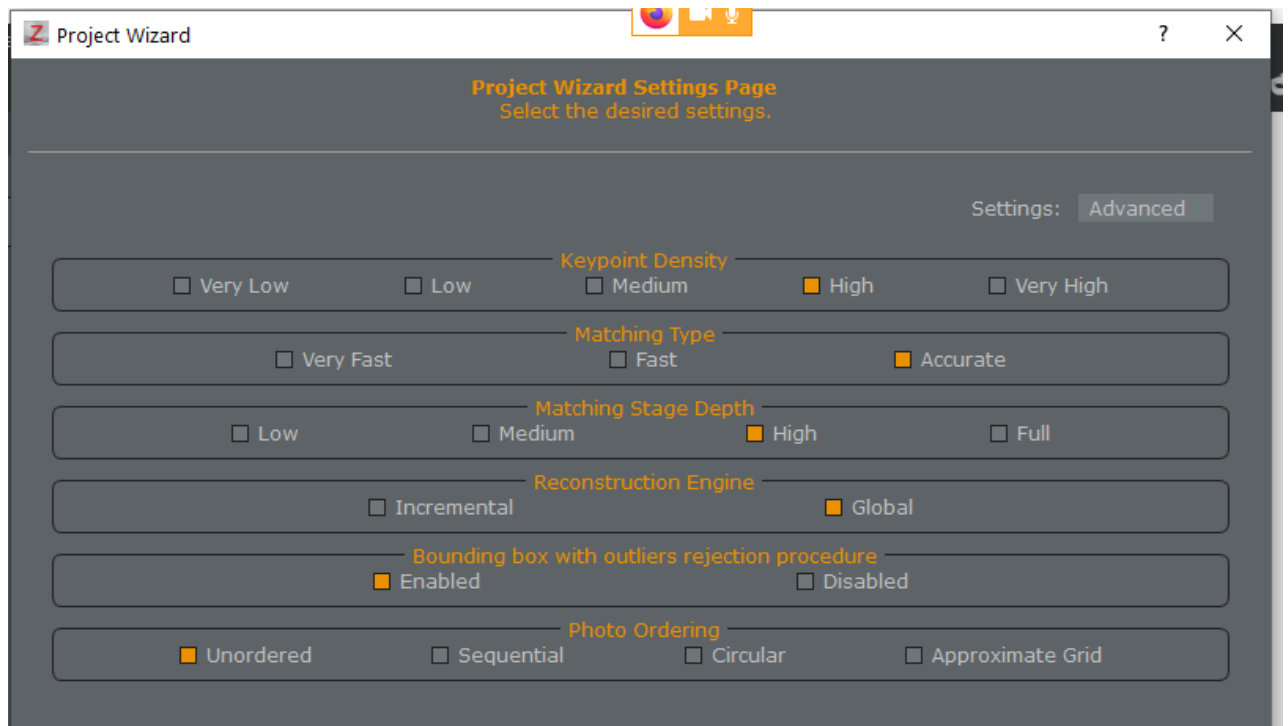 Z Project Wizard ?
Project Wizard Settings Page
Select the desired settings.
Settings: Advanced
Keypoint Density
Very Low Low Medium High Very High
Matching Type
Very Fast Fast Accurate
Matching Stage Depth
Low Medium High Full
Reconstruction Engine
Incremental Global
Bounding box with outliers rejection procedure
Enabled Disabled
Photo Ordering
Unordered Sequential Circular Approximate Grid